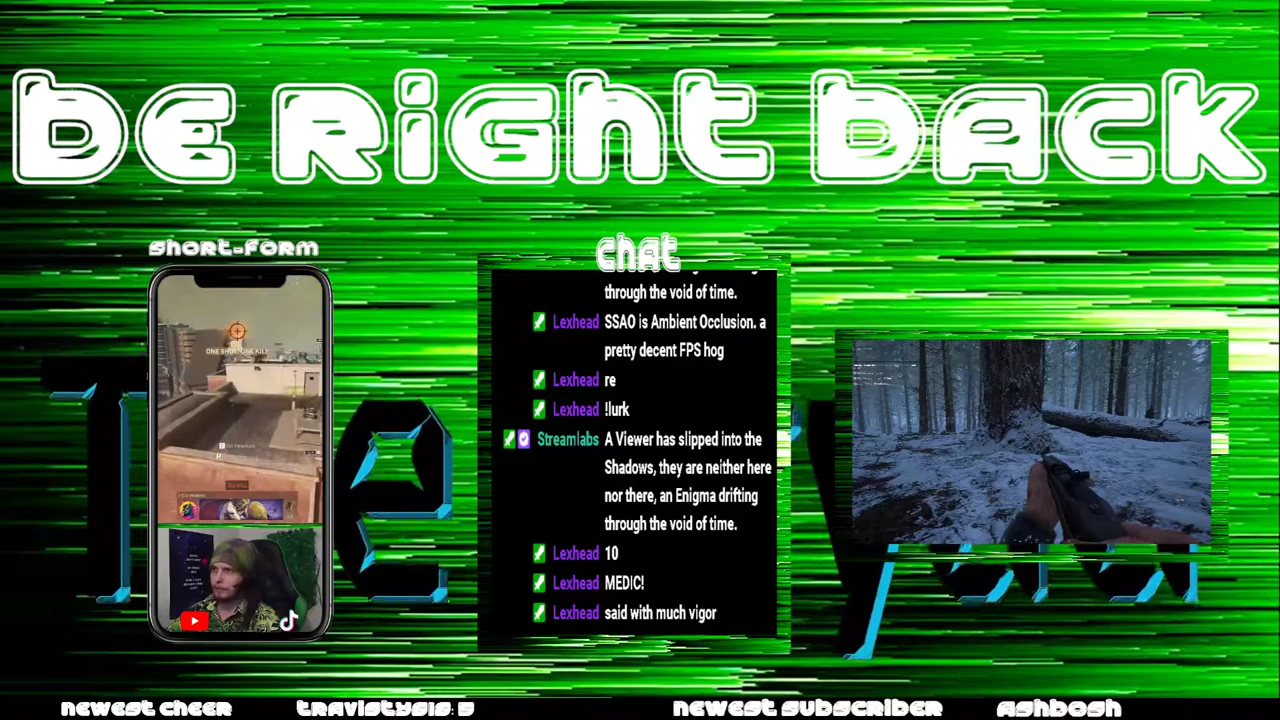 BE RIGHT BACK
SHORT-FORM
CHAT
ONE SHOT ONE KILL
through the void of time.
Lexhead SSAO is Ambient Occlusion. a
pretty decent FPS hog
Lexhead re
Lexhead !lurk
Streamlabs A Viewer has slipped into the
Shadows, they are neither here
nor there, an Enigma drifting
through the void of time.
Lexhead 10
Lexhead MEDIC!
Lexhead said with much vigor
NEWEST CHEER
TRAVISTYSIS: 5
NEWEST SUBSCRIBER
ASHBOSH